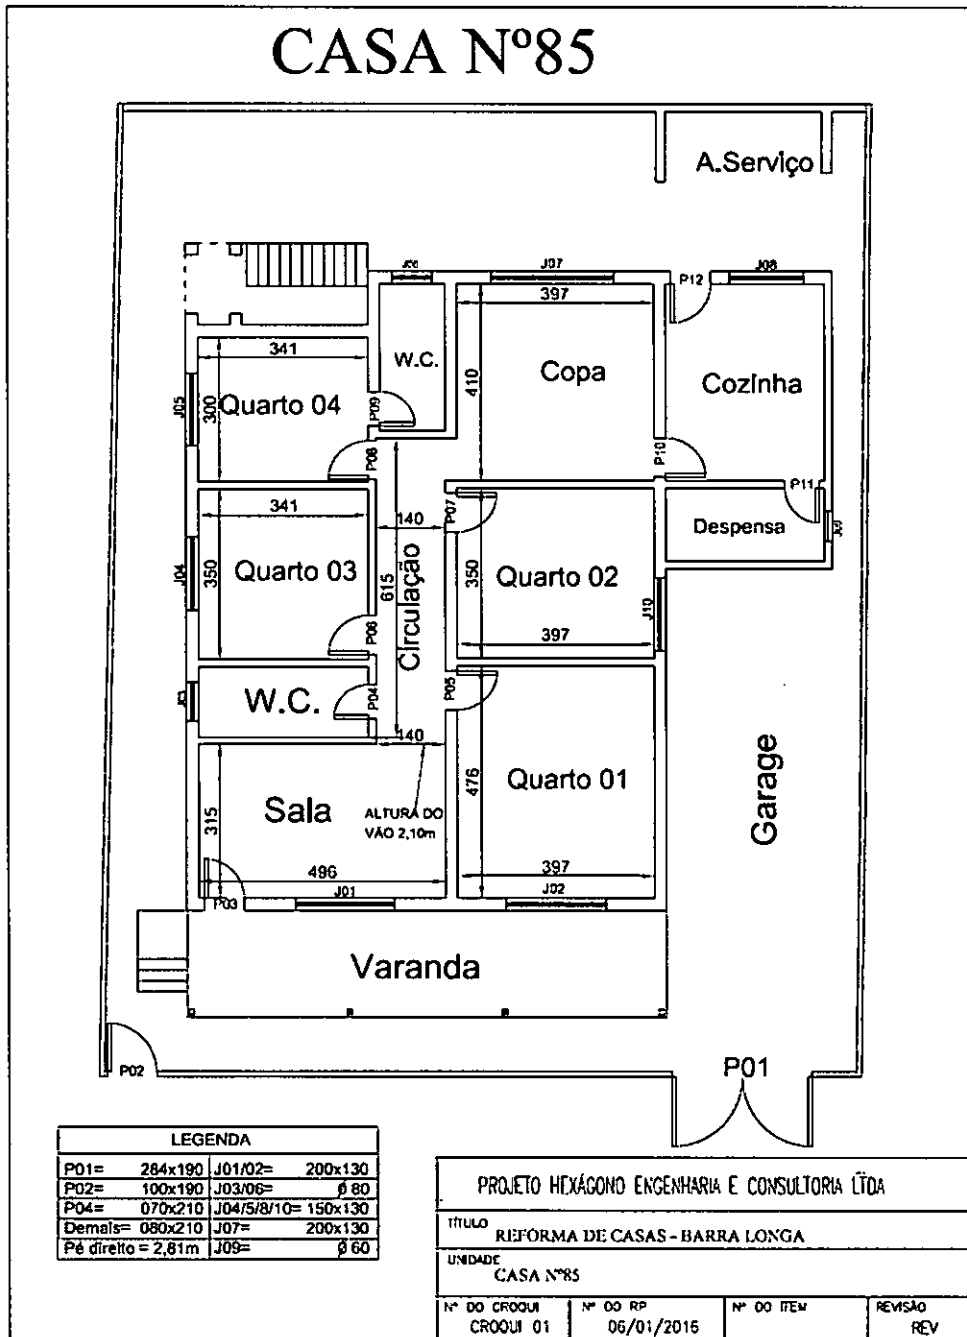 CASA Nº85
A.Serviço
J06
J07
J08
P12
397
341
W.C.
Copa
Cozinha
410
J05
300
Quarto 04
P09
P08
P10
P11
341
140
P07
Despensa
J09
J04
350
Quarto 03
615
Circulação
350
Quarto 02
J10
P06
397
J03
W.C.
P04
P05
140
476
Quarto 01
Garage
315
Sala
ALTURA DO
VÃO 2,10m
496
397
P03
J01
J02
Varanda
P02
P01
LEGENDA
P01= 284x190 J01/02= 200x130
P02= 100x190 J03/06= ø 80
P04= 070x210 J04/5/8/10= 150x130
Demais= 080x210 J07= 200x130
Pé direito = 2,81m J09= ø 60
PROJETO HEXÁGONO ENGENHARIA E CONSULTORIA LTDA
TÍTULO
REFORMA DE CASAS - BARRA LONGA
UNIDADE
CASA Nº85
Nº DO CROQUI Nº DO RP Nº DO ITEM REVISÃO
CROQUI 01 06/01/2016 REV